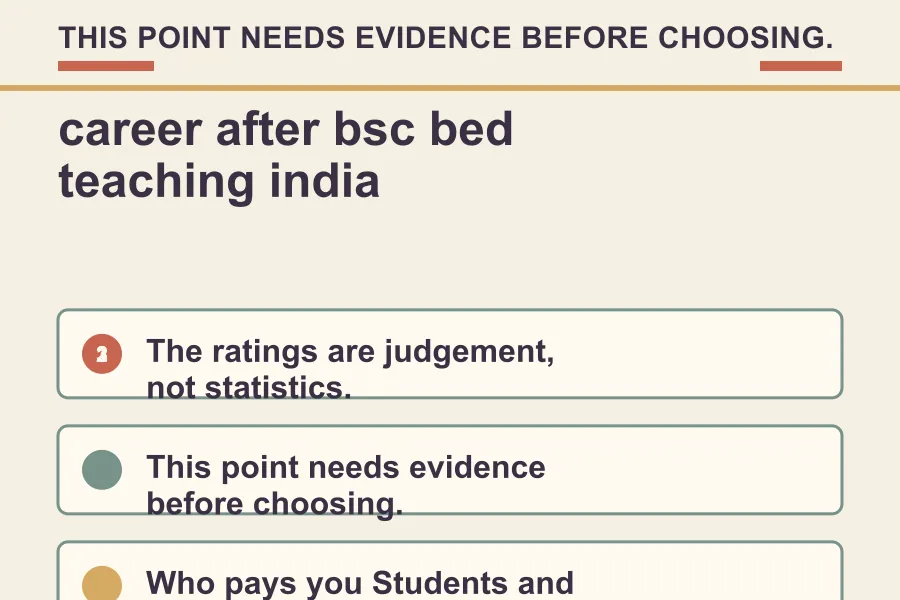 THIS POINT NEEDS EVIDENCE BEFORE CHOOSING.
career after bsc bed
teaching india
The ratings are judgement,
not statistics.
This point needs evidence
before choosing.
Who pays you Students and